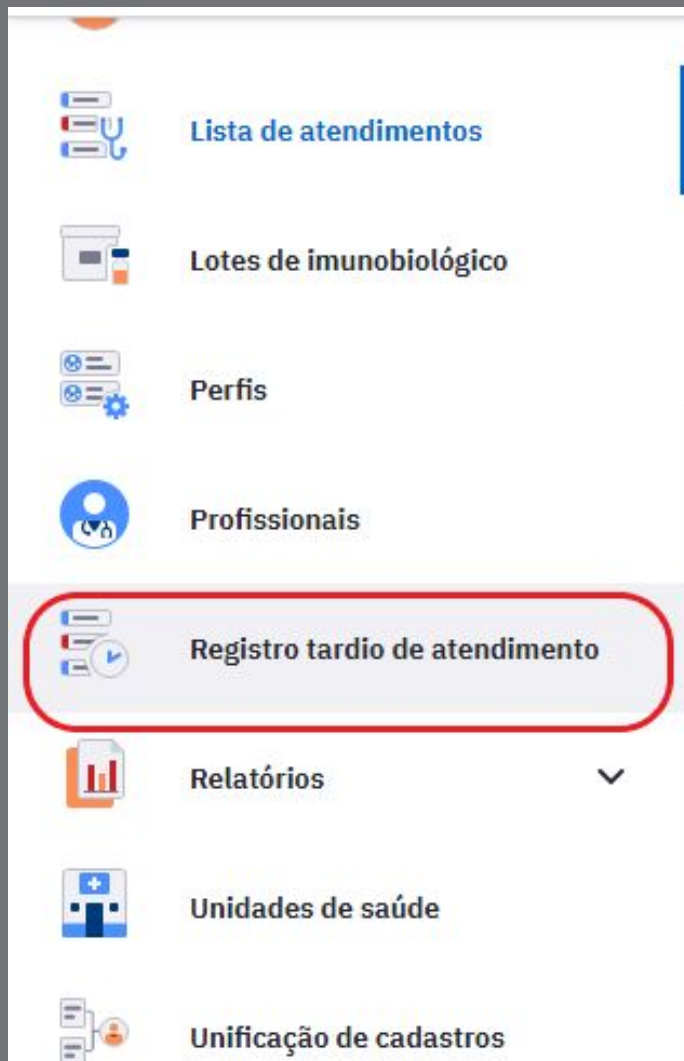 Lista de atendimentos
Lotes de imunobiológico
Perfis
Profissionais
Registro tardio de atendimento
Relatórios
Unidades de saúde
Unificação de cadastros